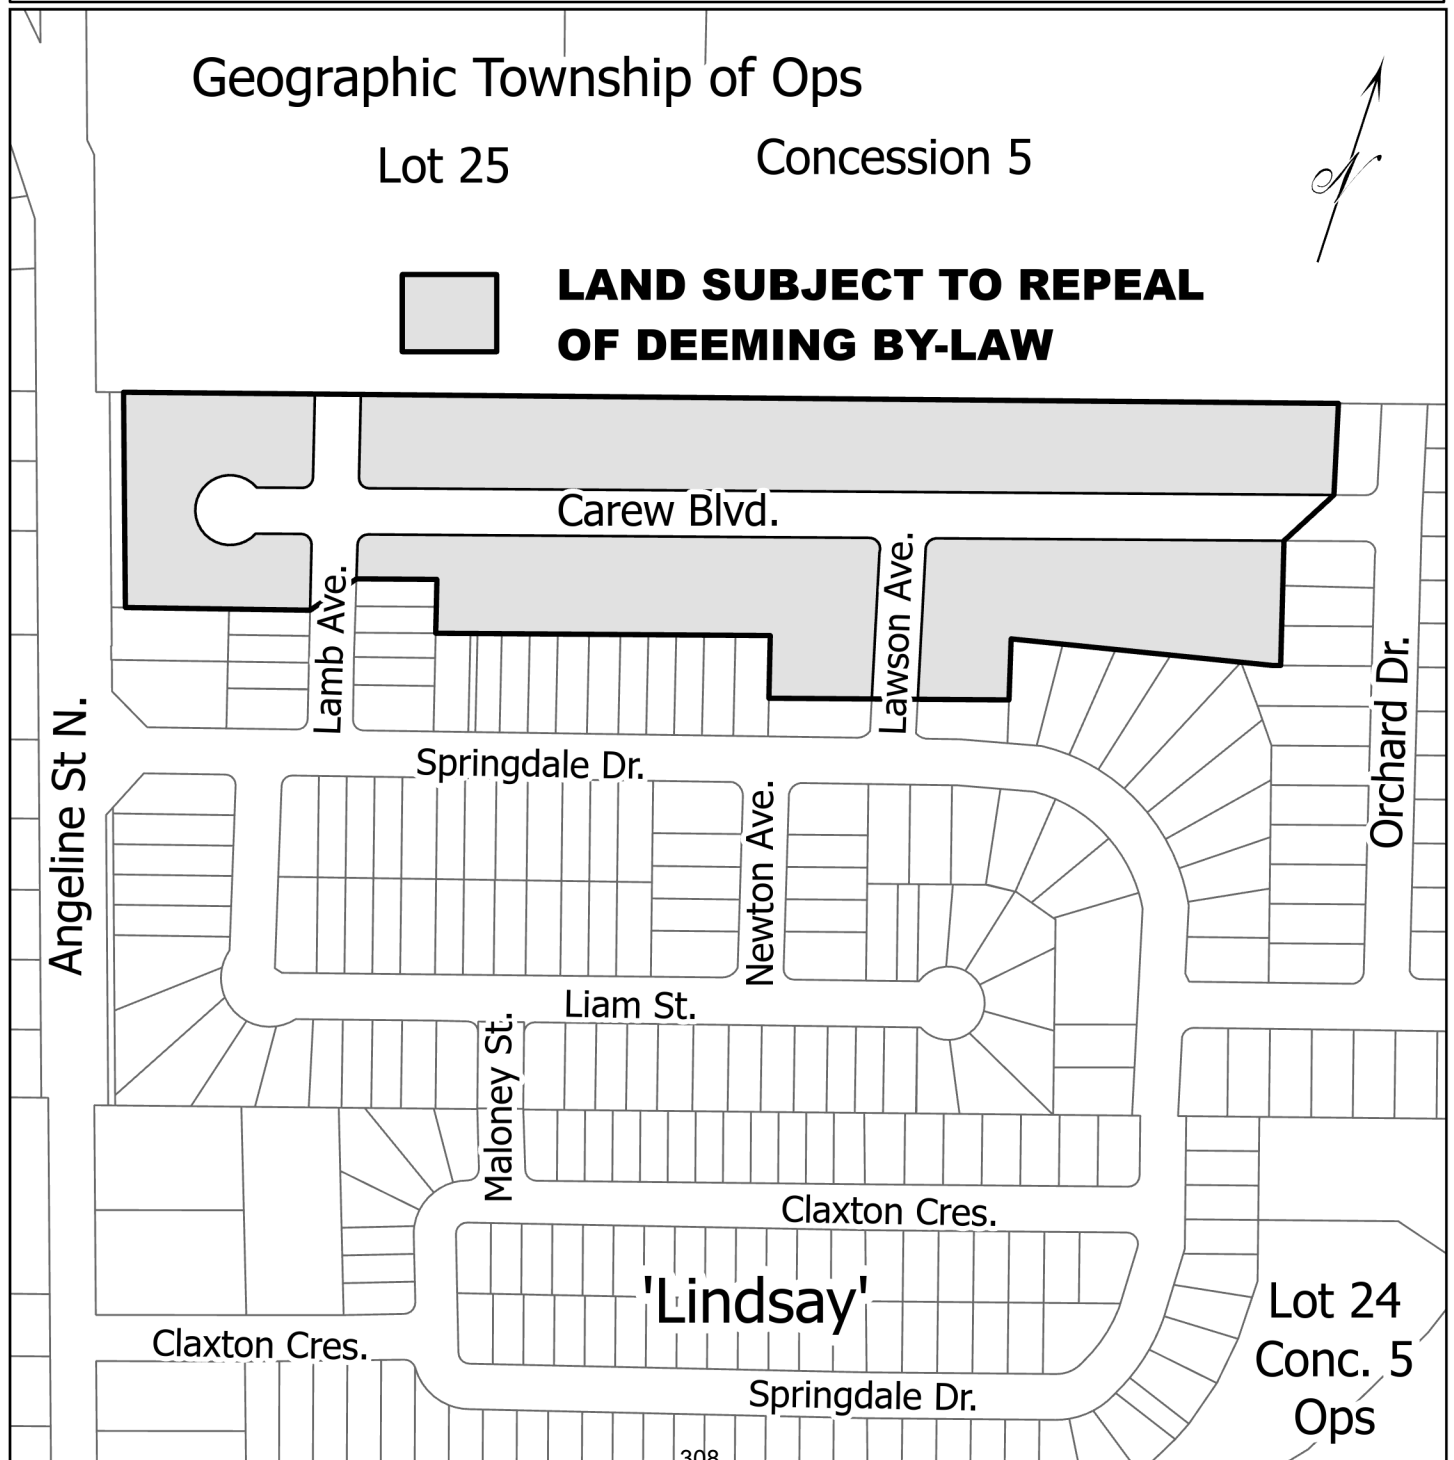 Geographic Township of Ops
Lot 25
Concession 5
N
LAND SUBJECT TO REPEAL
OF DEEMING BY-LAW
Carew Blvd.
Lamb Ave.
Lawson Ave.
Orchard Dr.
Angeline St N.
Springdale Dr.
Newton Ave.
Liam St.
Maloney St.
Claxton Cres.
'Lindsay'
Lot 24
Conc. 5
Ops
Claxton Cres.
Springdale Dr.
308